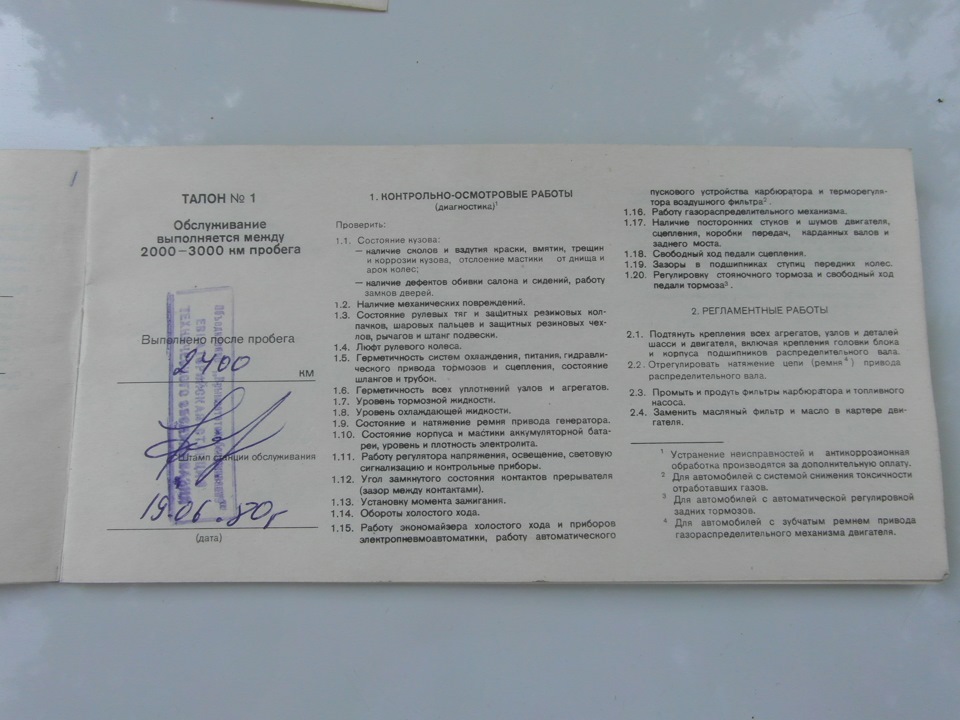 ТАЛОН № 1
Обслуживание
выполняется между
2000–3000 км пробега
Выполнено после пробега
2400
км
Штамп станции обслуживания
19.06.80г
(дата)
1. КОНТРОЛЬНО-ОСМОТРОВЫЕ РАБОТЫ
(диагностика)¹
Проверить:
1.1. Состояние кузова:
— наличие сколов и вздутия краски, вмятин, трещин
и коррозии кузова, отслоение мастики от днища и
арок колес;
— наличие дефектов обивки салона и сидений, работу
замков дверей.
1.2. Наличие механических повреждений.
1.3. Состояние рулевых тяг и защитных резиновых кол-
пачков, шаровых пальцев и защитных резиновых чех-
лов, рычагов и штанг подвески.
1.4. Люфт рулевого колеса.
1.5. Герметичность систем охлаждения, питания, гидравли-
ческого привода тормозов и сцепления, состояние
шлангов и трубок.
1.6. Герметичность всех уплотнений узлов и агрегатов.
1.7. Уровень тормозной жидкости.
1.8. Уровень охлаждающей жидкости.
1.9. Состояние и натяжение ремня привода генератора.
1.10. Состояние корпуса и мастики аккумуляторной бата-
реи, уровень и плотность электролита.
1.11. Работу регулятора напряжения, освещение, световую
сигнализацию и контрольные приборы.
1.12. Угол замкнутого состояния контактов прерывателя
(зазор между контактами).
1.13. Установку момента зажигания.
1.14. Обороты холостого хода.
1.15. Работу экономайзера холостого хода и приборов
электропневмоавтоматики, работу автоматического
пускового устройства карбюратора и терморегуля-
тора воздушного фильтра².
1.16. Работу газораспределительного механизма.
1.17. Наличие посторонних стуков и шумов двигателя,
сцепления, коробки передач, карданных валов и
заднего моста.
1.18. Свободный ход педали сцепления.
1.19. Зазоры в подшипниках ступиц передних колес.
1.20. Регулировку стояночного тормоза и свободный ход
педали тормоза³.
2. РЕГЛАМЕНТНЫЕ РАБОТЫ
2.1. Подтянуть крепления всех агрегатов, узлов и деталей
шасси и двигателя, включая крепления головки блока
и корпуса подшипников распределительного вала.
2.2. Отрегулировать натяжение цепи (ремня⁴) привода
распределительного вала.
2.3. Промыть и продуть фильтры карбюратора и топливного
насоса.
2.4. Заменить масляный фильтр и масло в картере дви-
гателя.
¹ Устранение неисправностей и антикоррозионная
обработка производятся за дополнительную оплату.
² Для автомобилей с системой снижения токсичности
отработавших газов.
³ Для автомобилей с автоматической регулировкой
задних тормозов.
⁴ Для автомобилей с зубчатым ремнем привода
газораспределительного механизма двигателя.